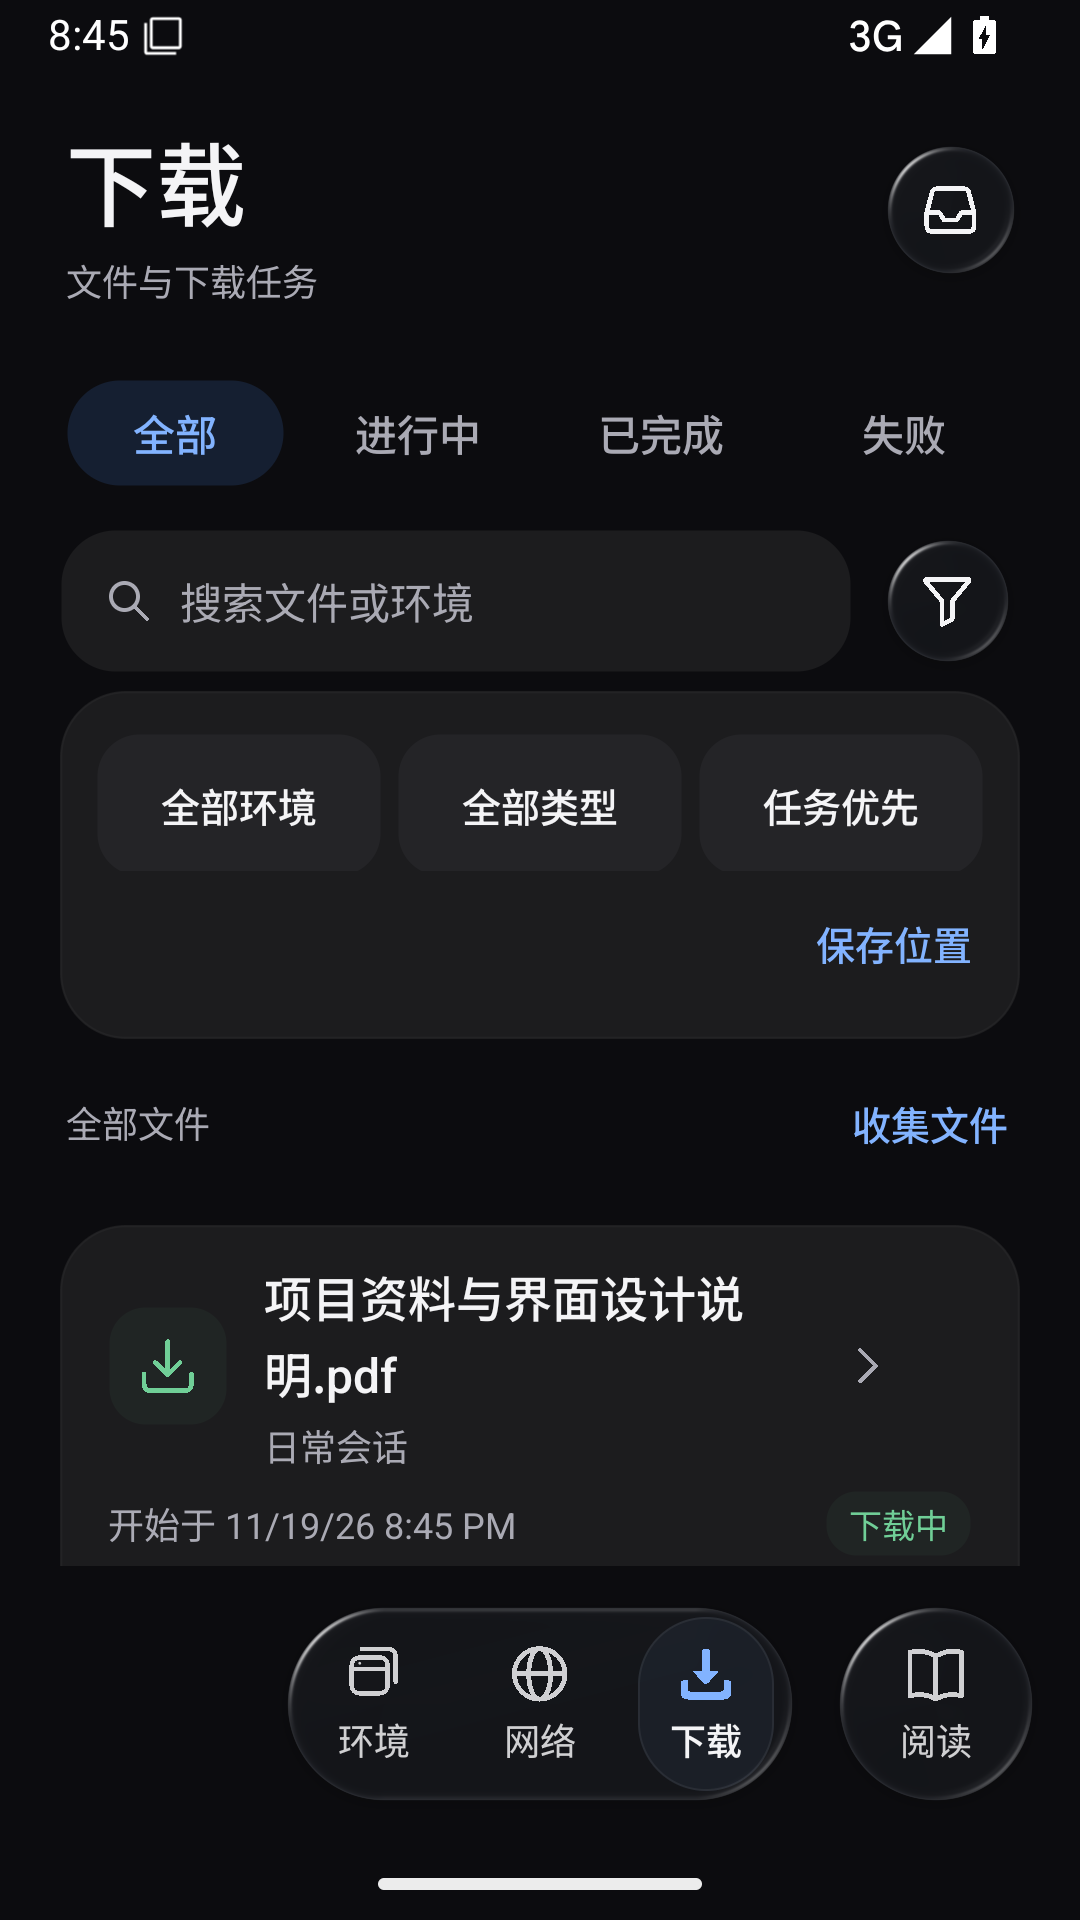 8:45 3G
下载
文件与下载任务
全部 进行中 已完成 失败
搜索文件或环境
全部环境 全部类型 任务优先
保存位置
全部文件 收集文件
项目资料与界面设计说
明.pdf
日常会话
开始于 11/19/26 8:45 PM 下载中
环境 网络 下载 阅读